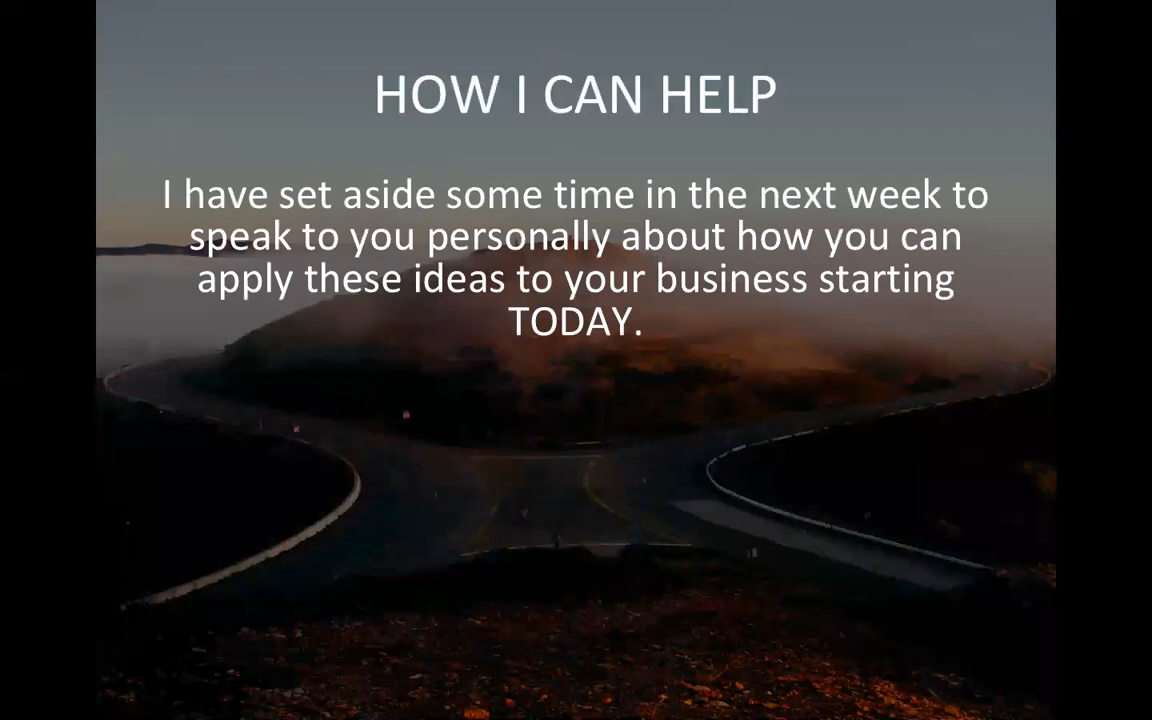 HOW I CAN HELP
I have set aside some time in the next week to
speak to you personally about how you can
apply these ideas to your business starting
TODAY.